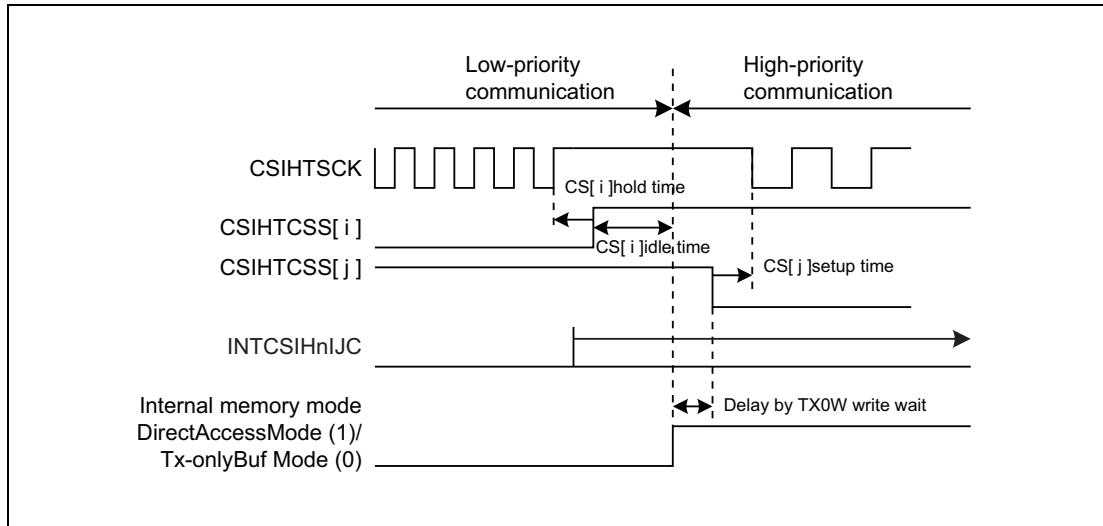 Low-priority
communication
High-priority
communication
CSIHTSCK
CS[ i ]hold time
CSIHTCSS[ i ]
CS[ i ]idle time
CSIHTCSS[ j ]
CS[ j ]setup time
INTCSIHnIJC
Internal memory mode
DirectAccessMode (1)/
Tx-onlyBuf Mode (0)
Delay by TX0W write wait